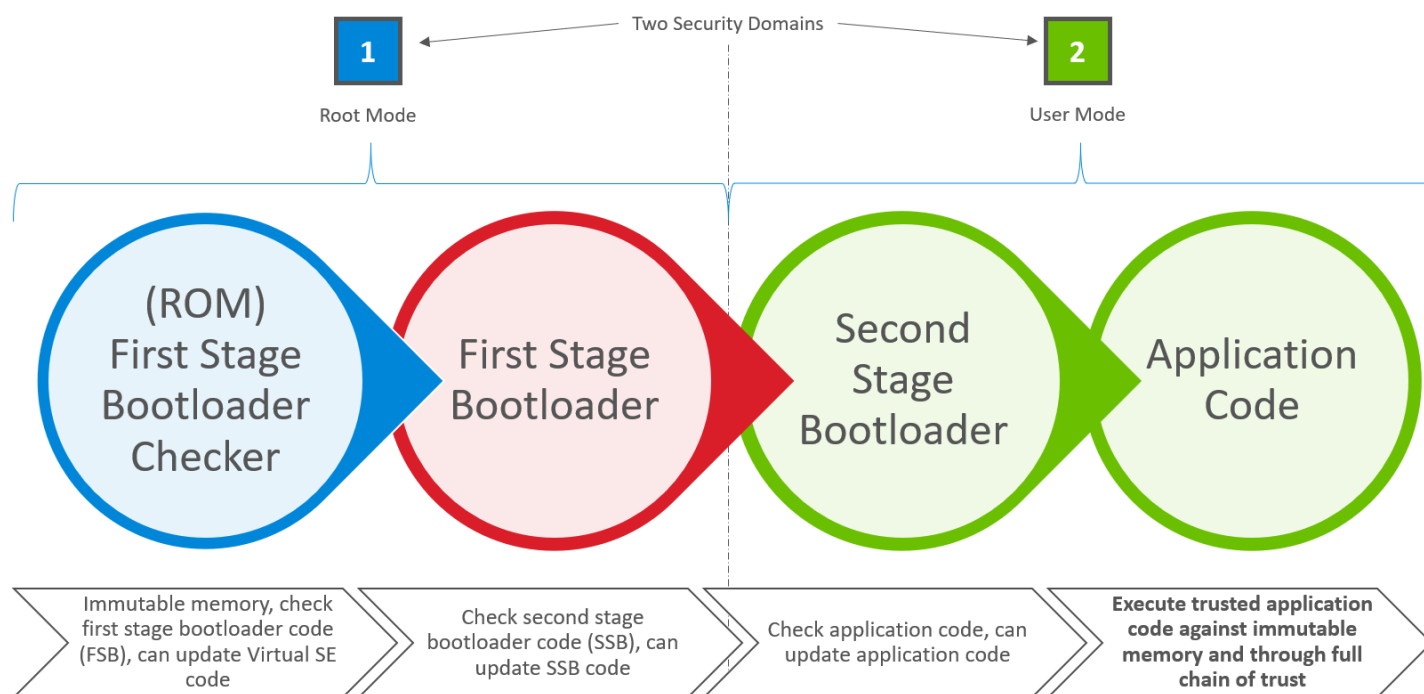 Two Security Domains
1
2
Root Mode
User Mode
(ROM)
First Stage
Bootloader
Checker
First Stage
Bootloader
Second
Stage
Bootloader
Application
Code
Immutable memory, check
first stage bootloader code
(FSB), can update Virtual SE
code
Check second stage
bootloader code (SSB), can
update SSB code
Check application code, can
update application code
Execute trusted application
code against immutable
memory and through full
chain of trust